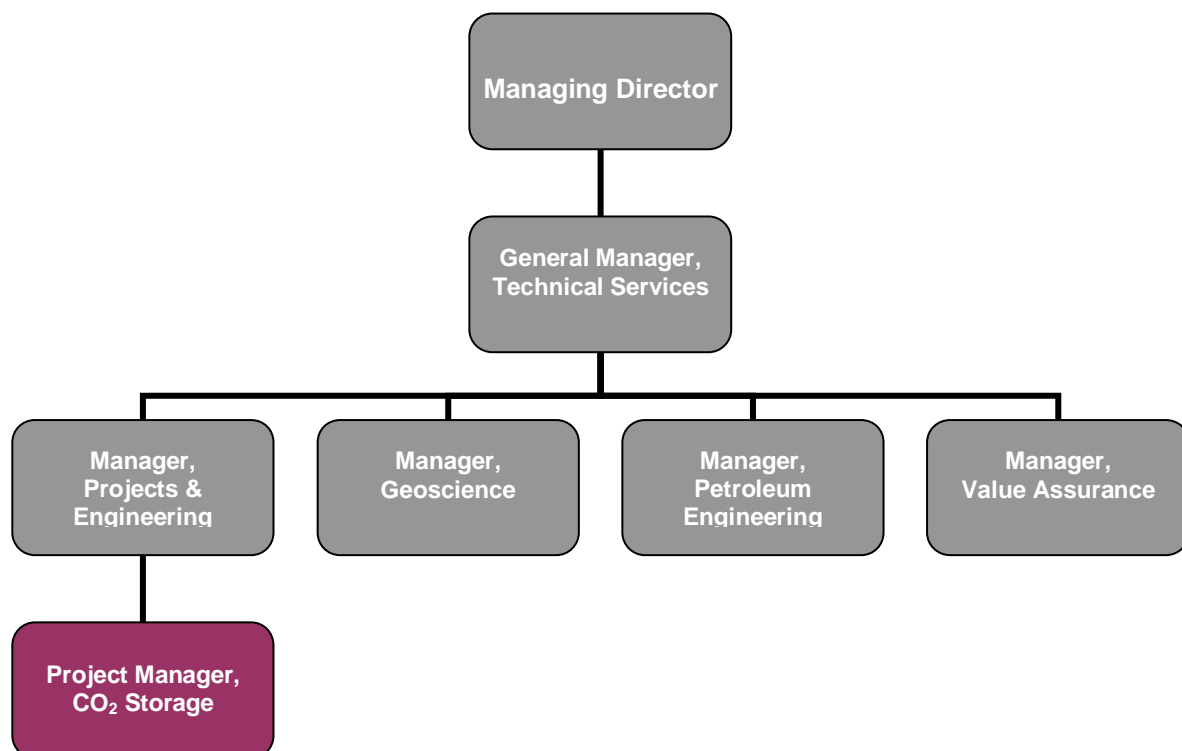 Managing Director
General Manager,
Technical Services
Manager,
Projects &
Engineering
Manager,
Geoscience
Manager,
Petroleum
Engineering
Manager,
Value Assurance
Project Manager,
CO₂ Storage